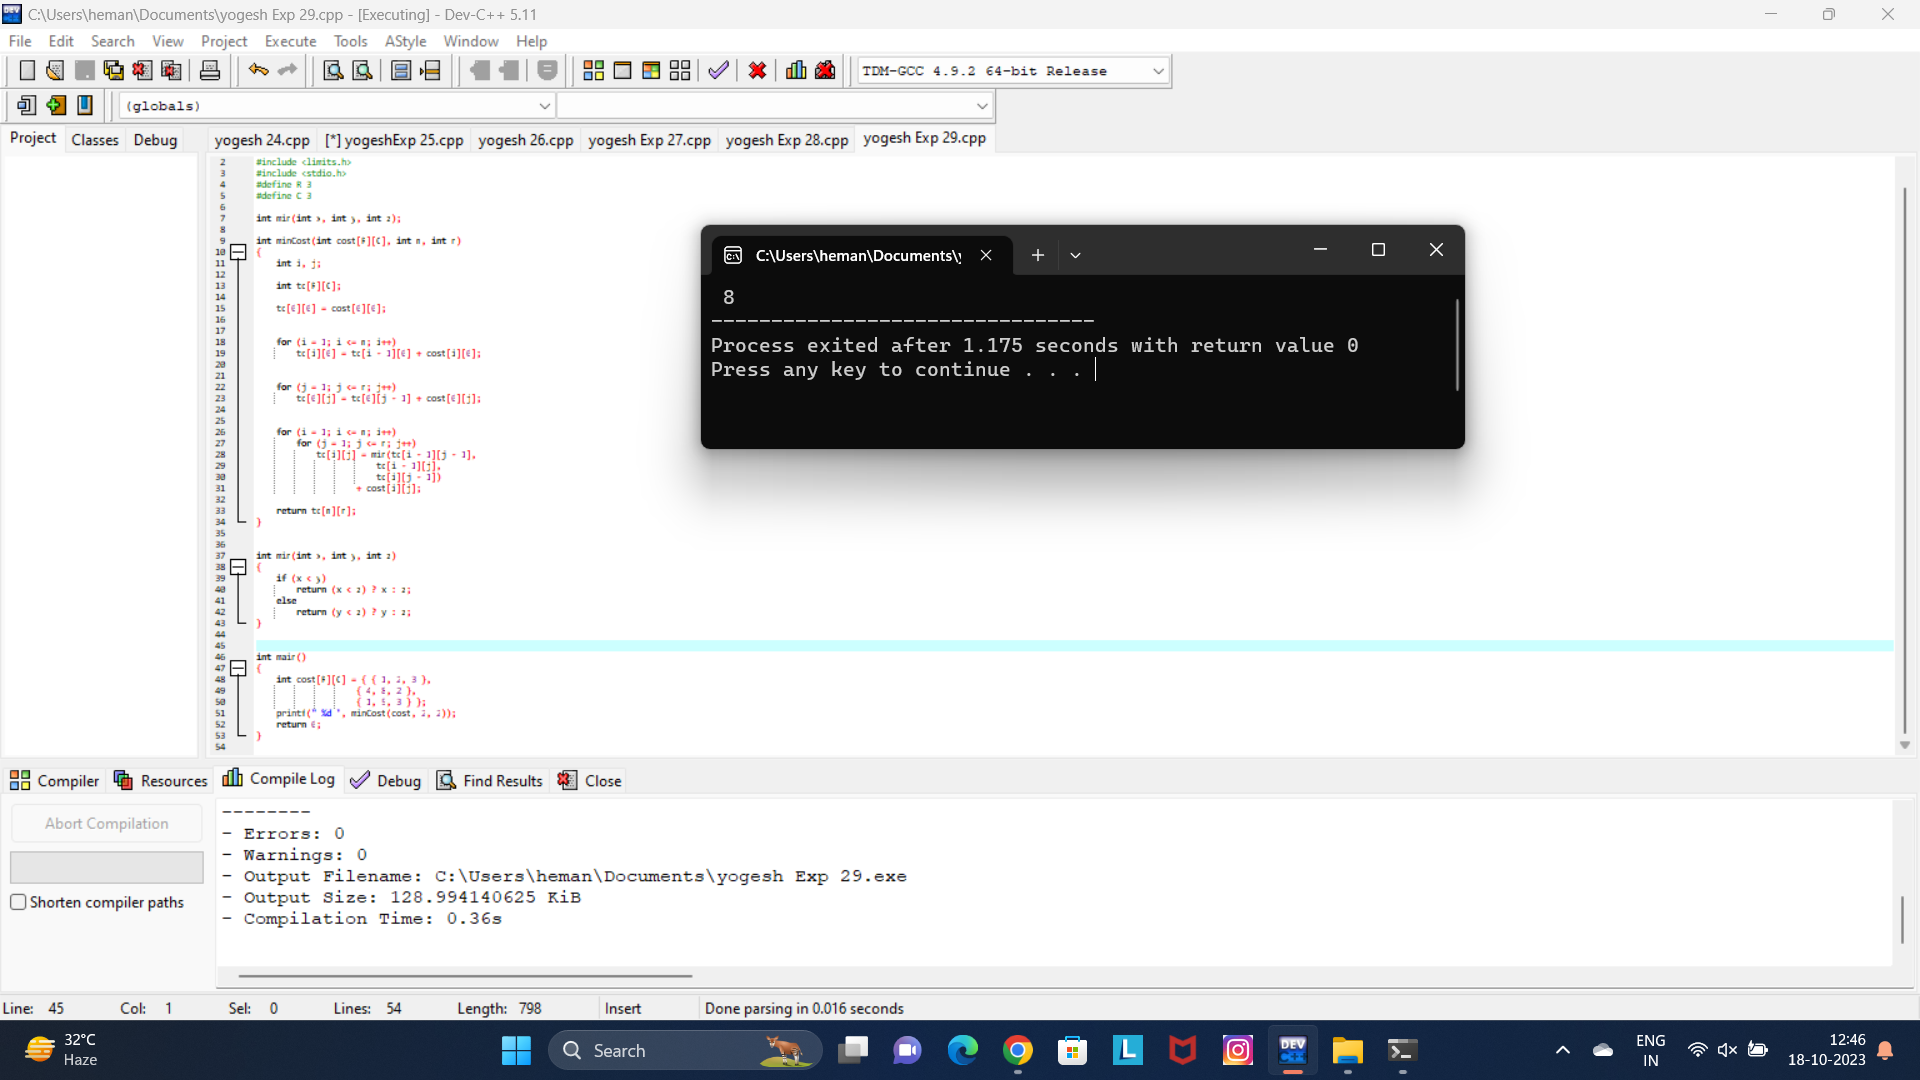 C:\Users\heman\Documents\yogesh Exp 29.cpp - [Executing] - Dev-C++ 5.11
File Edit Search View Project Execute Tools AStyle Window Help
TDM-GCC 4.9.2 64-bit Release
(globals)
Project Classes Debug yogesh 24.cpp [*] yogeshExp 25.cpp yogesh 26.cpp yogesh Exp 27.cpp yogesh Exp 28.cpp yogesh Exp 29.cpp
2 #include <limits.h>
3 #include <stdio.h>
4 #define R 3
5 #define C 3
6
7 int min(int x, int y, int z);
8
9 int minCost(int cost[R][C], int m, int n)
10 {
11 int i, j;
12
13 int tc[R][C];
14
15 tc[0][0] = cost[0][0];
16
17
18 for (i = 1; i <= m; i++)
19 tc[i][0] = tc[i - 1][0] + cost[i][0];
20
21
22 for (j = 1; j <= n; j++)
23 tc[0][j] = tc[0][j - 1] + cost[0][j];
24
25
26 for (i = 1; i <= m; i++)
27 for (j = 1; j <= n; j++)
28 tc[i][j] = min(tc[i - 1][j - 1],
29 tc[i - 1][j],
30 tc[i][j - 1])
31 + cost[i][j];
32
33 return tc[m][n];
34 }
35
36
37 int min(int x, int y, int z)
38 {
39 if (x < y)
40 return (x < z) ? x : z;
41 else
42 return (y < z) ? y : z;
43 }
44
45
46 int main()
47 {
48 int cost[R][C] = { { 1, 2, 3 },
49 { 4, 8, 2 },
50 { 1, 5, 3 } };
51 printf(" %d ", minCost(cost, 2, 2));
52 return 0;
53 }
54
C:\Users\heman\Documents\y
8
--------------------------------
Process exited after 1.175 seconds with return value 0
Press any key to continue . . .
Compiler Resources Compile Log Debug Find Results Close
Abort Compilation
Shorten compiler paths
--------
- Errors: 0
- Warnings: 0
- Output Filename: C:\Users\heman\Documents\yogesh Exp 29.exe
- Output Size: 128.994140625 KiB
- Compilation Time: 0.36s
Line: 45 Col: 1 Sel: 0 Lines: 54 Length: 798 Insert Done parsing in 0.016 seconds
32°C
Haze
Search
DEV
C++
L
ENG
IN
12:46
18-10-2023